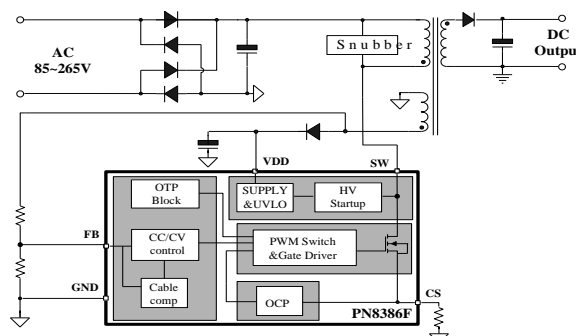 AC
85~265V
Snubber
DC
Output
VDD
SW
OTP
Block
SUPPLY
&UVLO
HV
Startup
FB
CC/CV
control
PWM Switch
&Gate Driver
GND
Cable
comp
OCP
PN8386F
CS